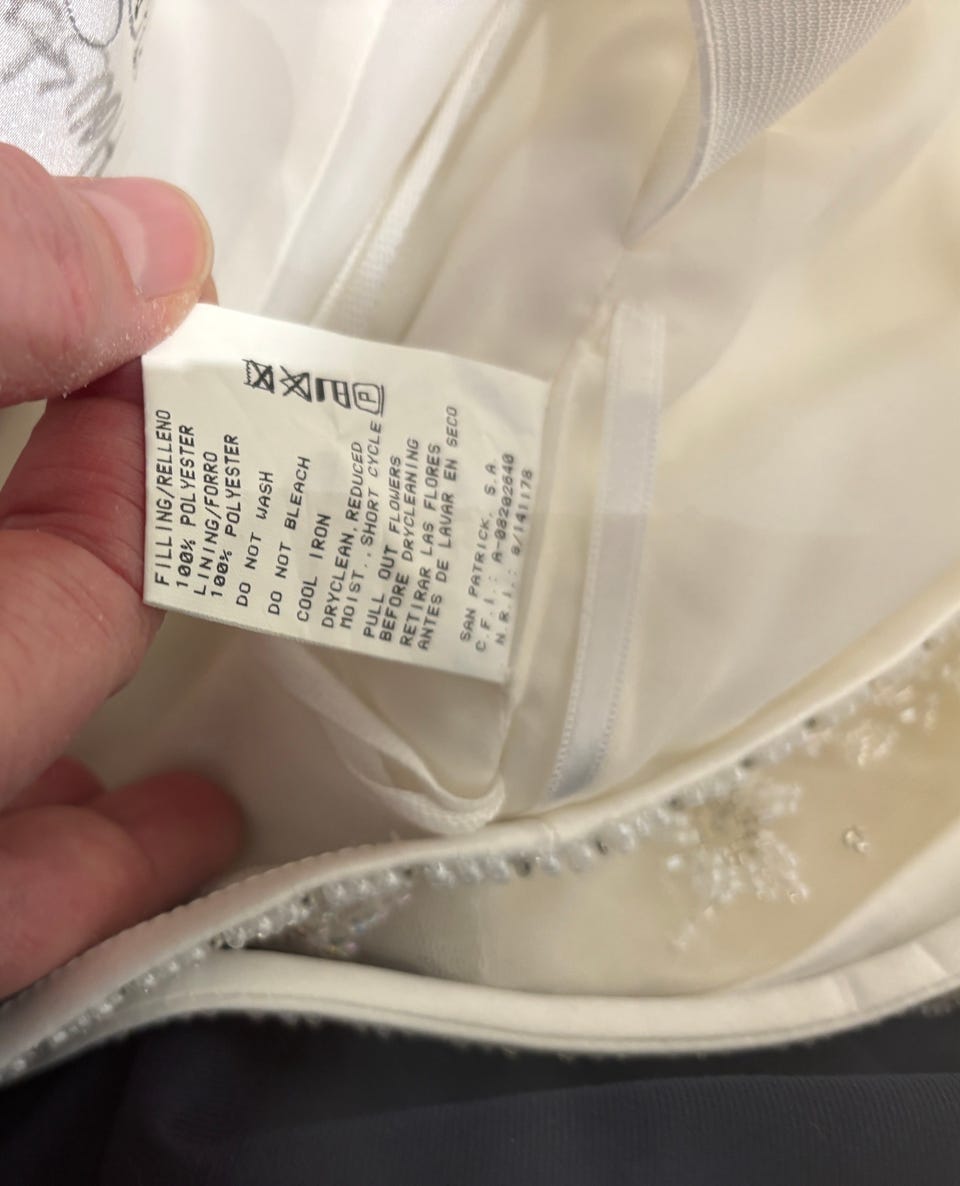 FILLING/RELLENO
100% POLYESTER
LINING/FORRO
100% POLYESTER
DO NOT WASH
DO NOT BLEACH
COOL IRON
DRYCLEAN, REDUCED
MOIST..SHORT CYCLE
PULL OUT FLOWERS
BEFORE DRYCLEANING
RETIRAR LAS FLORES
ANTES DE LAVAR EN SECO
SAN PATRICK. S.A.
C.F.I.: A-08202640
N.R.I.: 8/141178
P